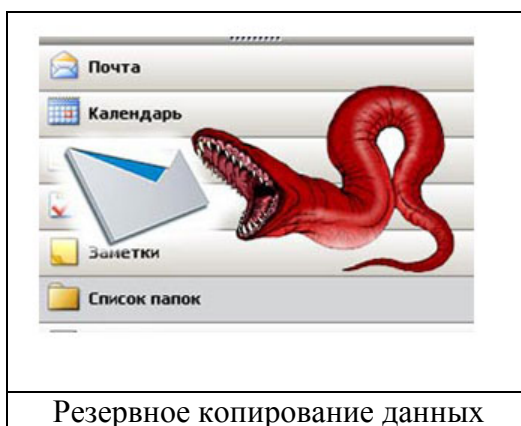 Почта
Календарь
Заметки
Список папок
Резервное копирование данных